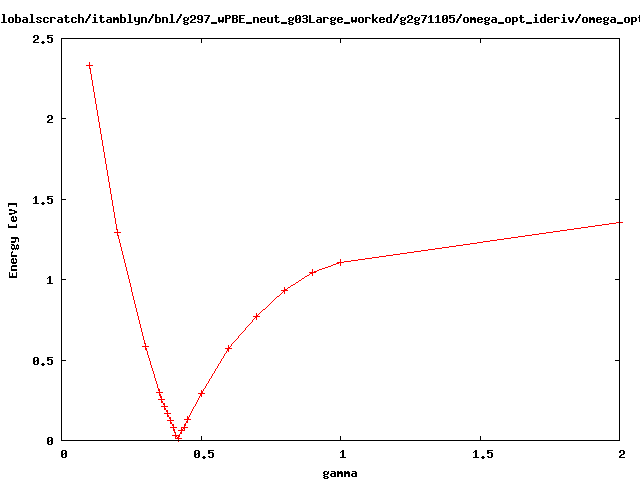 lobalscratch/itamblyn/bnl/g297_wPBE_neut_g03Large_worked/g2g71105/omega_opt_ideriv/omega_opt
2.5
2
1.5
1
0.5
0
Energy [eV]
0 0.5 1 1.5 2
gamma